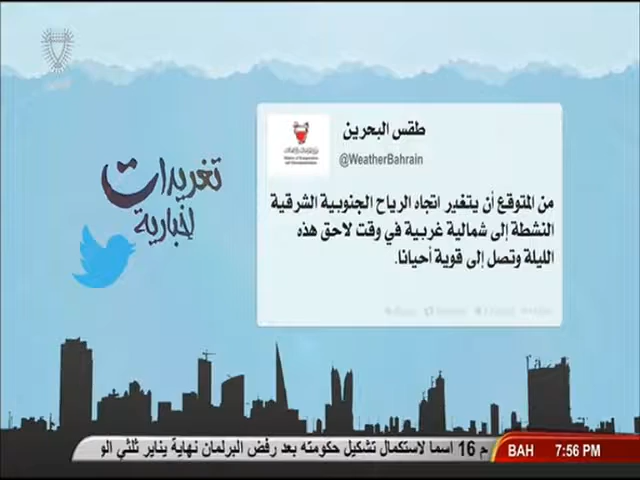 طقس البحرين
@WeatherBahrain
تغريدات
إخبارية
من المتوقع أن يتغير اتجاه الرياح الجنوبية الشرقية
النشطة إلى شمالية غربية في وقت لاحق هذه
الليلة وتصل إلى قوية أحيانا.
م 16 اسما لاستكمال تشكيل حكومته بعد رفض البرلمان نهاية يناير ثلثي الو
BAH 7:56 PM